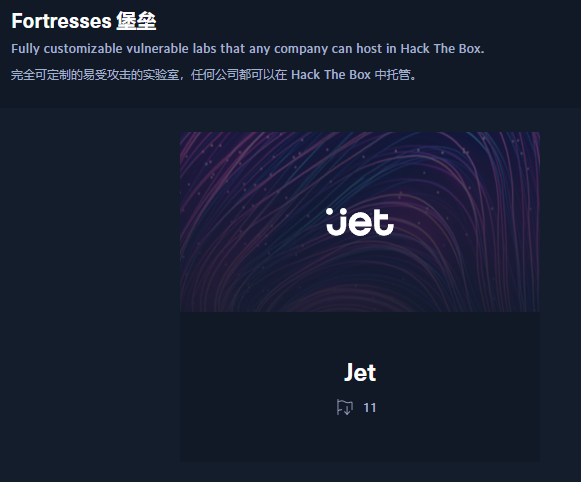 Fortresses 堡垒
Fully customizable vulnerable labs that any company can host in Hack The Box.
完全可定制的易受攻击的实验室，任何公司都可以在 Hack The Box 中托管。
jet
Jet
11